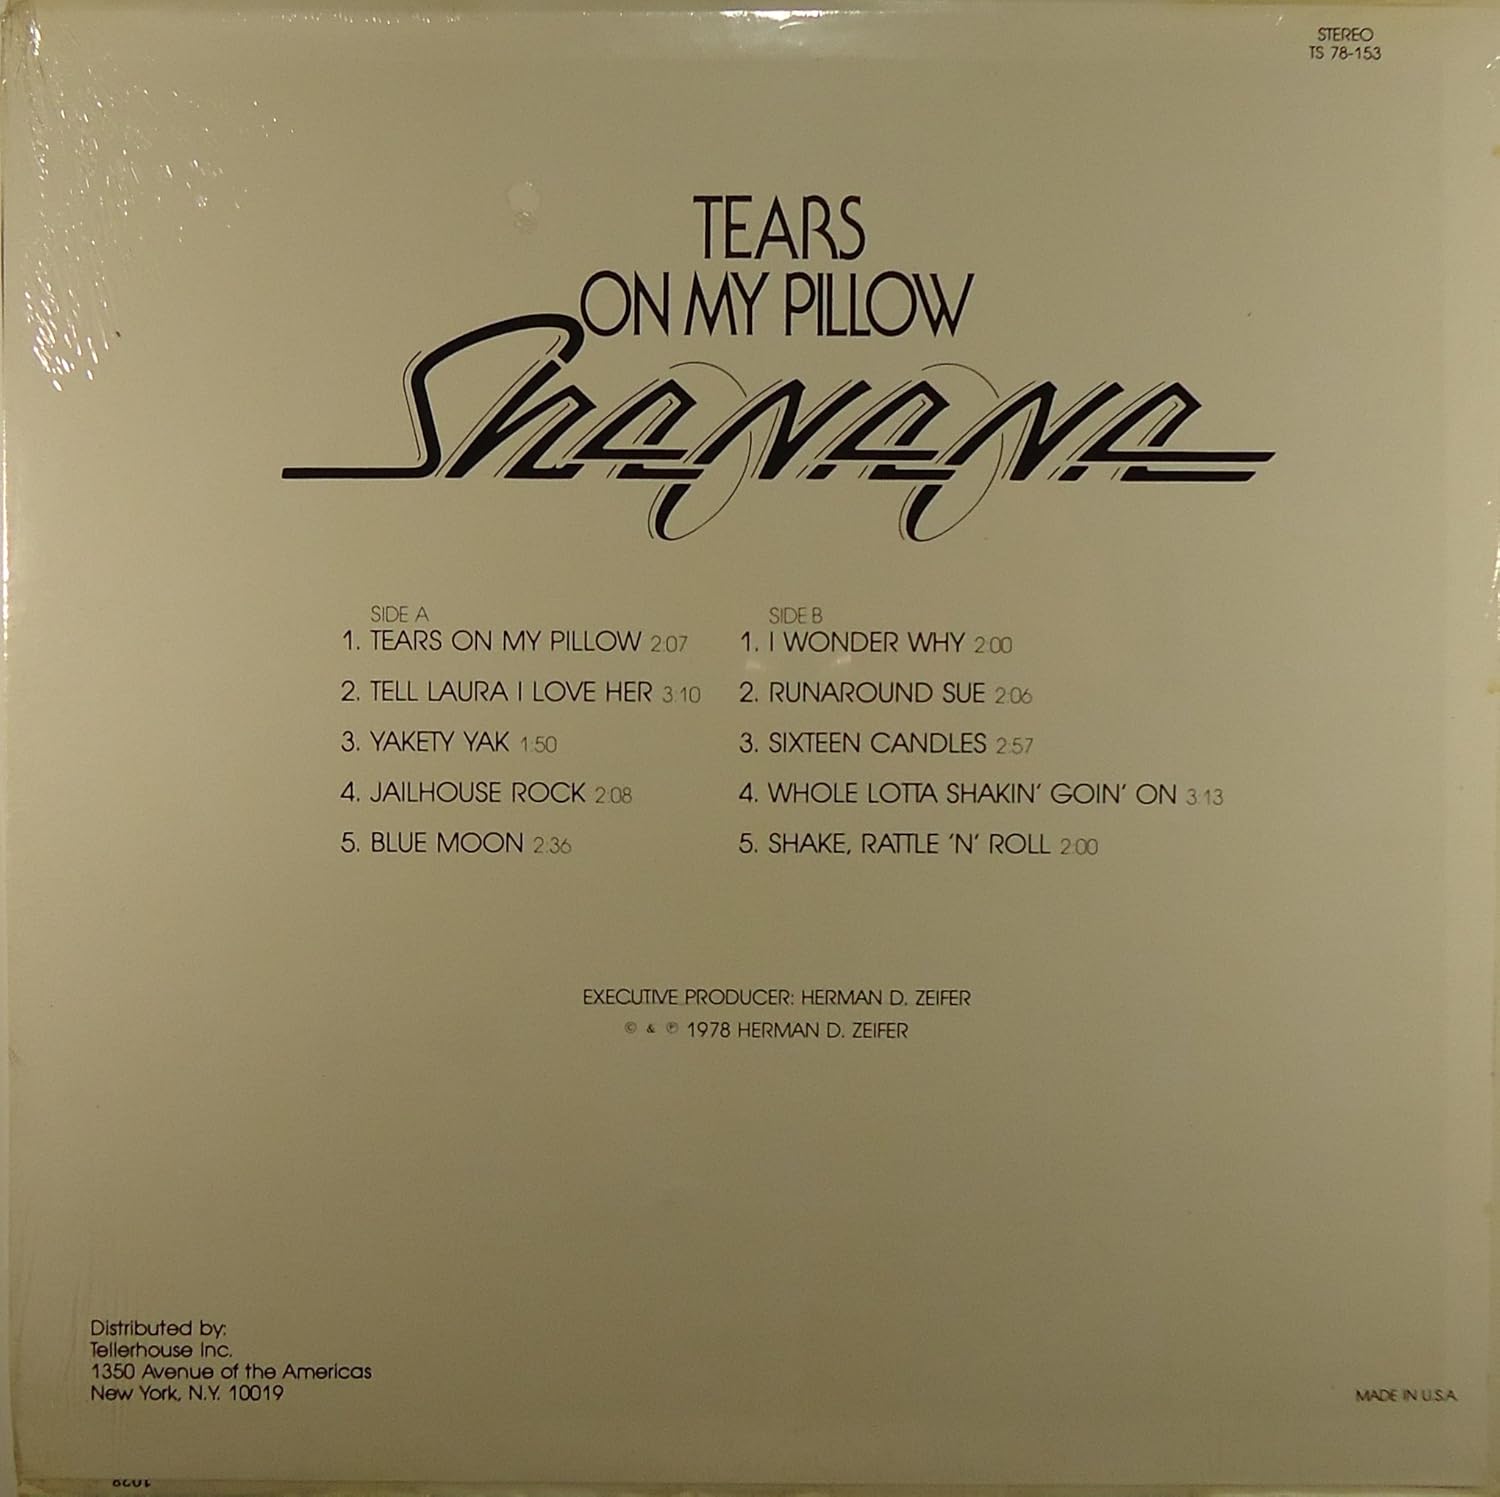 STEREO
TS 78-153
TEARS
ON MY PILLOW
ShaNaNa
SIDE A
1. TEARS ON MY PILLOW 2:07
2. TELL LAURA I LOVE HER 3:10
3. YAKETY YAK 1:50
4. JAILHOUSE ROCK 2:08
5. BLUE MOON 2:36
SIDE B
1. I WONDER WHY 2:00
2. RUNAROUND SUE 2:06
3. SIXTEEN CANDLES 2:57
4. WHOLE LOTTA SHAKIN' GOIN' ON 3:13
5. SHAKE, RATTLE 'N' ROLL 2:00
EXECUTIVE PRODUCER: HERMAN D. ZEIFER
© & ℗ 1978 HERMAN D. ZEIFER
Distributed by:
Tellerhouse Inc.
1350 Avenue of the Americas
New York, N.Y. 10019
MADE IN U.S.A